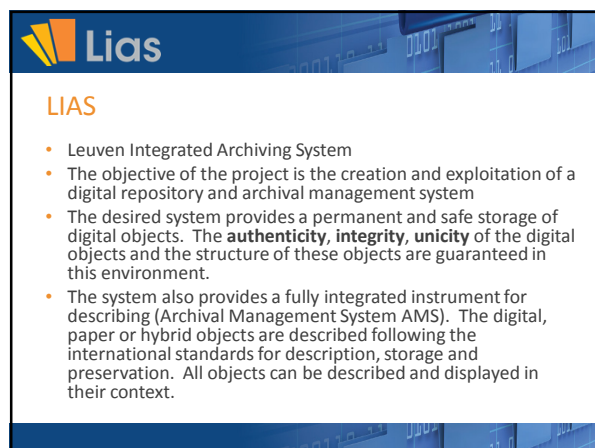 Lias
LIAS
• Leuven Integrated Archiving System
• The objective of the project is the creation and exploitation of a
digital repository and archival management system
• The desired system provides a permanent and safe storage of
digital objects.  The authenticity, integrity, unicity of the digital
objects and the structure of these objects are guaranteed in
this environment.
• The system also provides a fully integrated instrument for
describing (Archival Management System AMS).  The digital,
paper or hybrid objects are described following the
international standards for description, storage and
preservation.  All objects can be described and displayed in
their context.